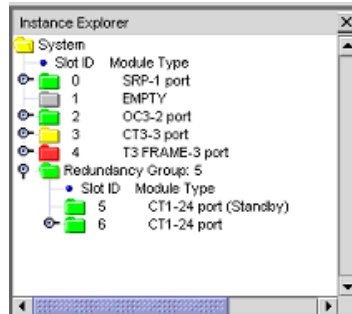 Instance Explorer
System
Slot ID Module Type
0 SRP-1 port
1 EMPTY
2 OC3-2 port
3 CT3-3 port
4 T3 FRAME-3 port
Redundancy Group: 5
Slot ID Module Type
5 CT1-24 port (Standby)
6 CT1-24 port